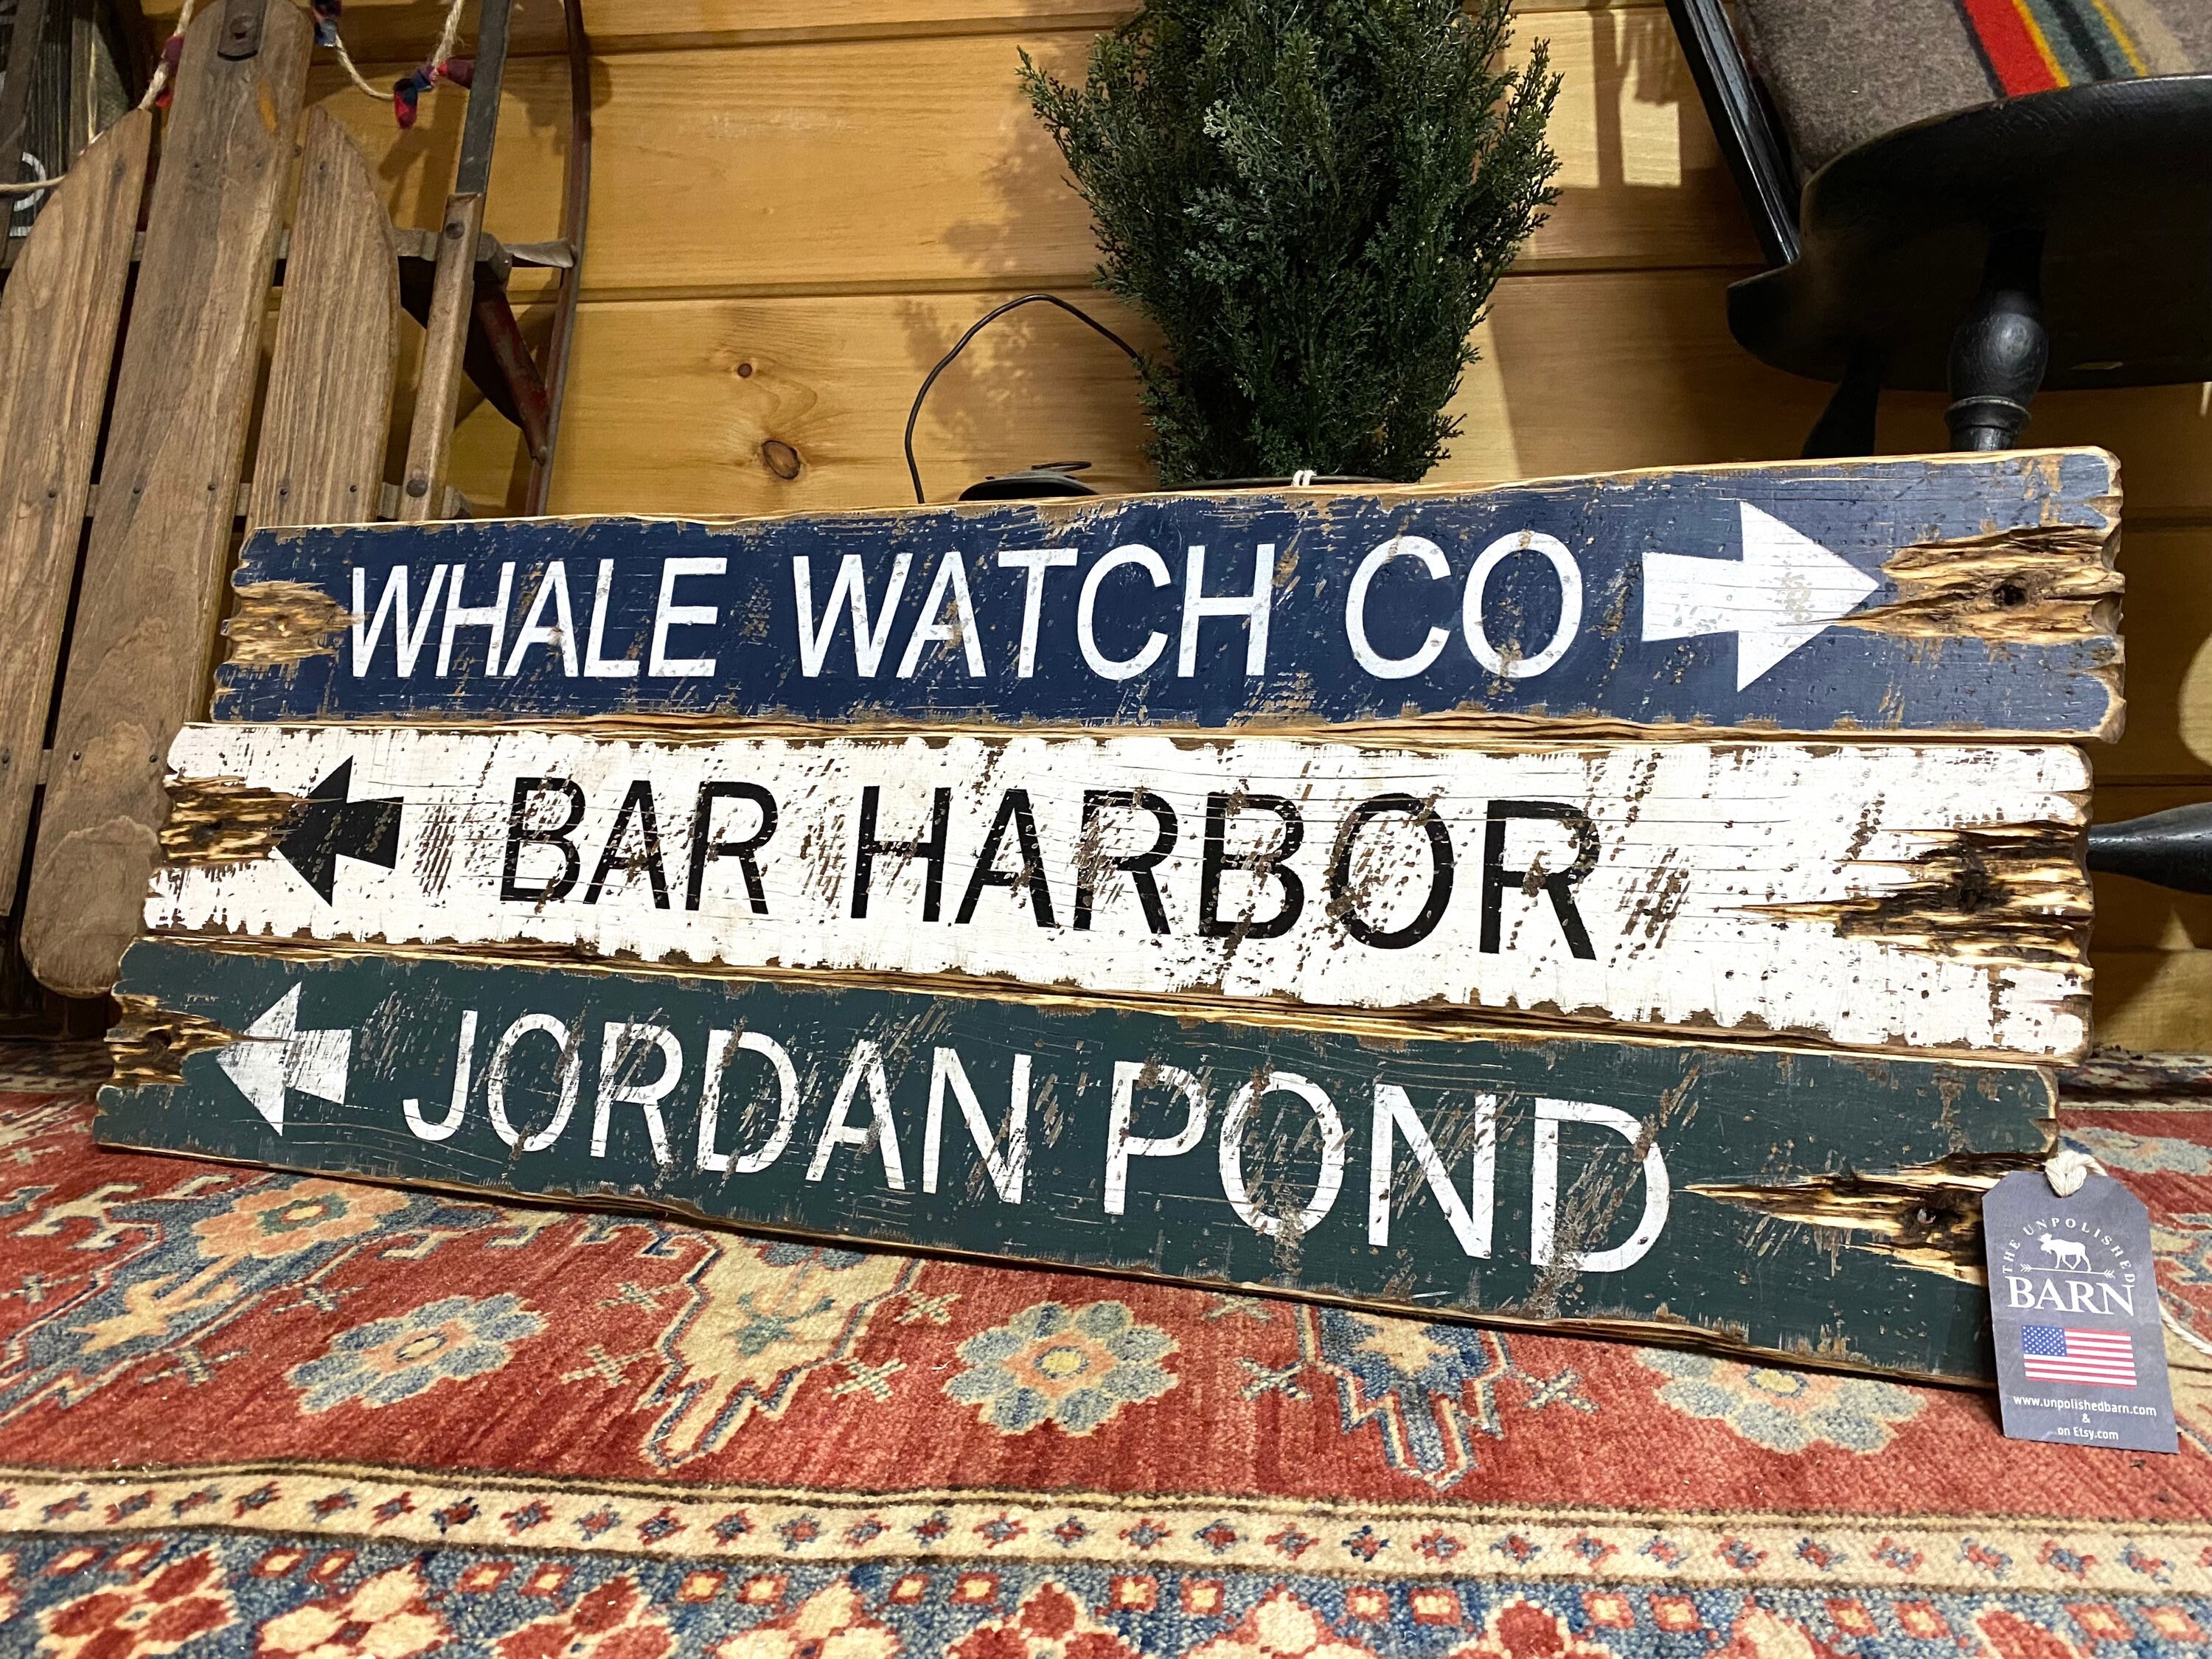 WHALE WATCH CO
BAR HARBOR
JORDAN POND
THE UNPOLISHED
BARN
www.unpolishedbarn.com
&
on Etsy.com